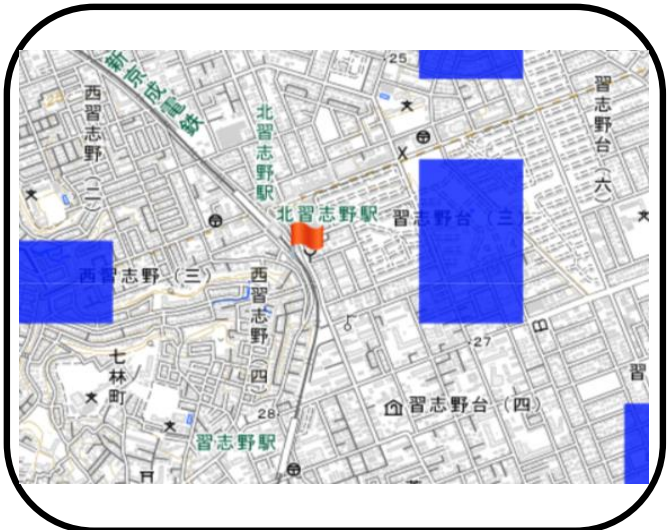 25
新京成電鉄
西習志野（二）
北習志野駅
習志野台（六）
北習志野駅
習志野台（三）
西習志野（三）
西習志野 四
27
七林町
習
習志野台（四）
28
習志野駅